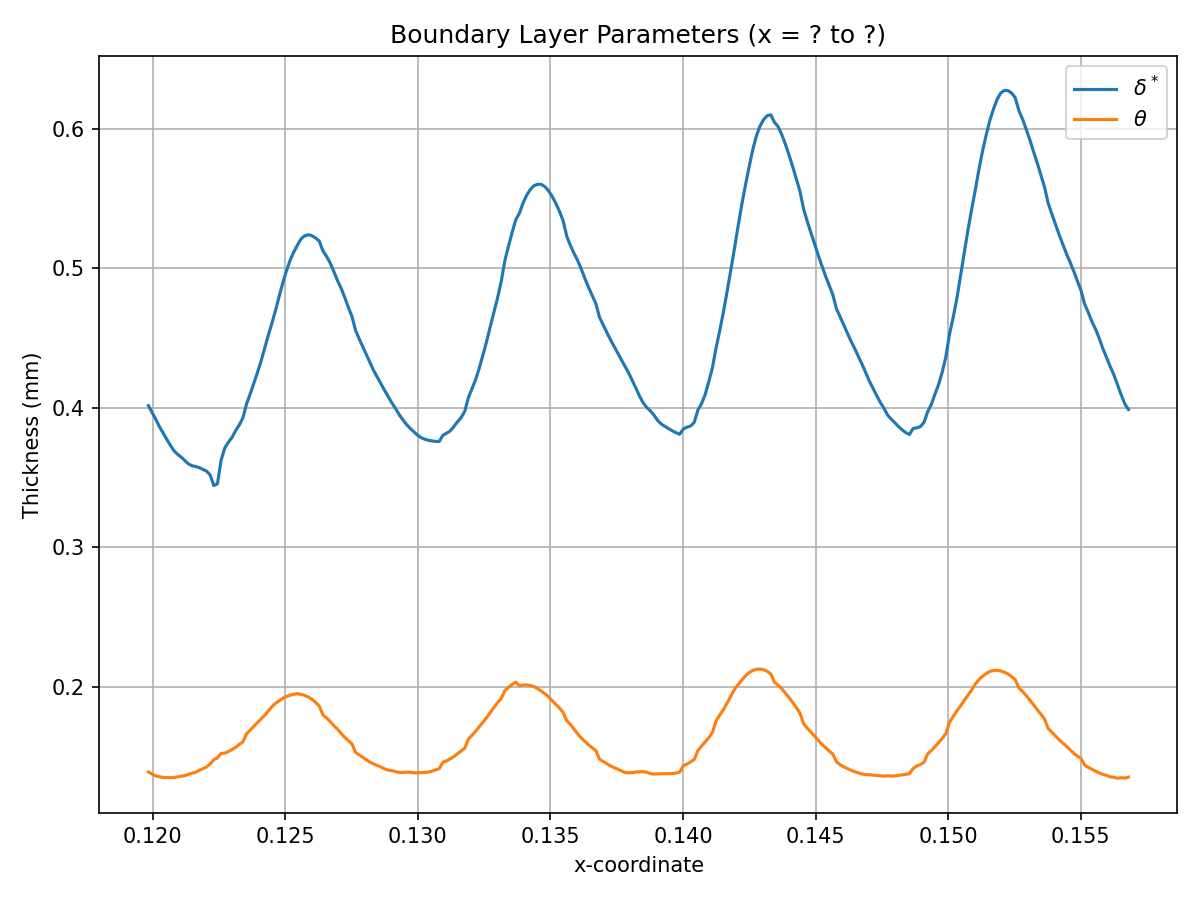 Boundary Layer Parameters (x = ? to ?)
δ*
θ
Thickness (mm)
0.6
0.5
0.4
0.3
0.2
0.120 0.125 0.130 0.135 0.140 0.145 0.150 0.155
x-coordinate